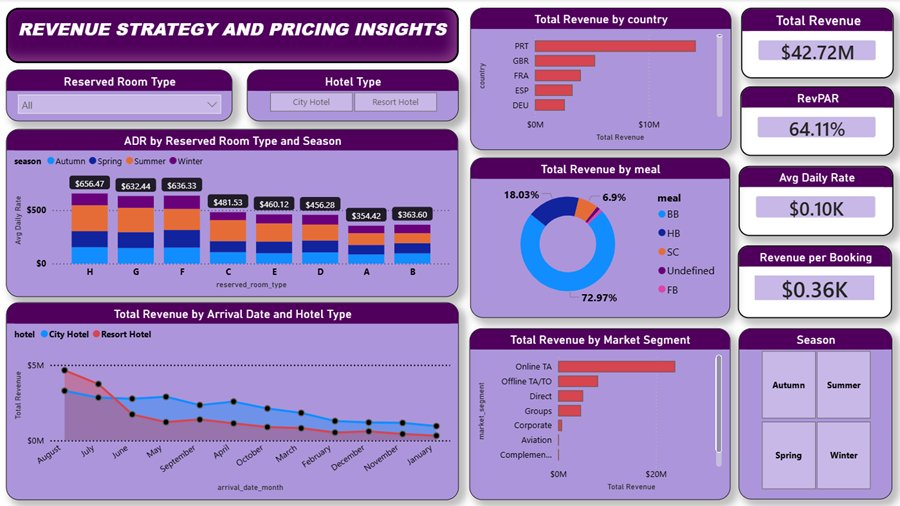 REVENUE STRATEGY AND PRICING INSIGHTS
Reserved Room Type
All
Hotel Type
City Hotel
Resort Hotel
ADR by Reserved Room Type and Season
season Autumn Spring Summer Winter
Avg Daily Rate
$500
$0
$656.47
$632.44
$636.33
$481.53
$460.12
$456.28
$354.42
$363.60
H G F C E D A B
reserved_room_type
Total Revenue by Arrival Date and Hotel Type
hotel City Hotel Resort Hotel
Total Revenue
$5M
$0M
August
July
June
May
September
April
October
March
February
December
November
January
arrival_date_month
Total Revenue by country
country
PRT
GBR
FRA
ESP
DEU
$0M $10M
Total Revenue
Total Revenue by meal
18.03%
6.9%
72.97%
meal
BB
HB
SC
Undefined
FB
Total Revenue by Market Segment
market_segment
Online TA
Offline TA/TO
Direct
Groups
Corporate
Aviation
Complemen...
$0M $20M
Total Revenue
Total Revenue
$42.72M
RevPAR
64.11%
Avg Daily Rate
$0.10K
Revenue per Booking
$0.36K
Season
Autumn
Summer
Spring
Winter